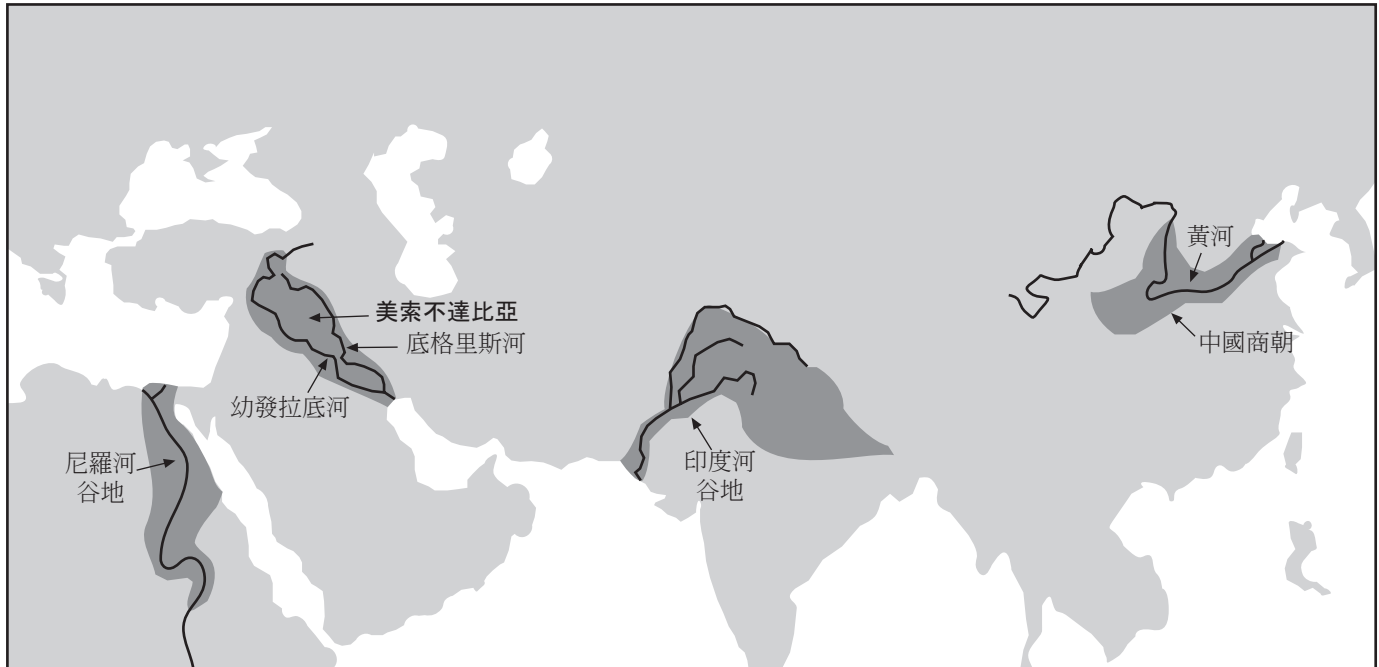 黃河
美索不達比亞
底格里斯河
中國商朝
幼發拉底河
尼羅河
谷地
印度河
谷地